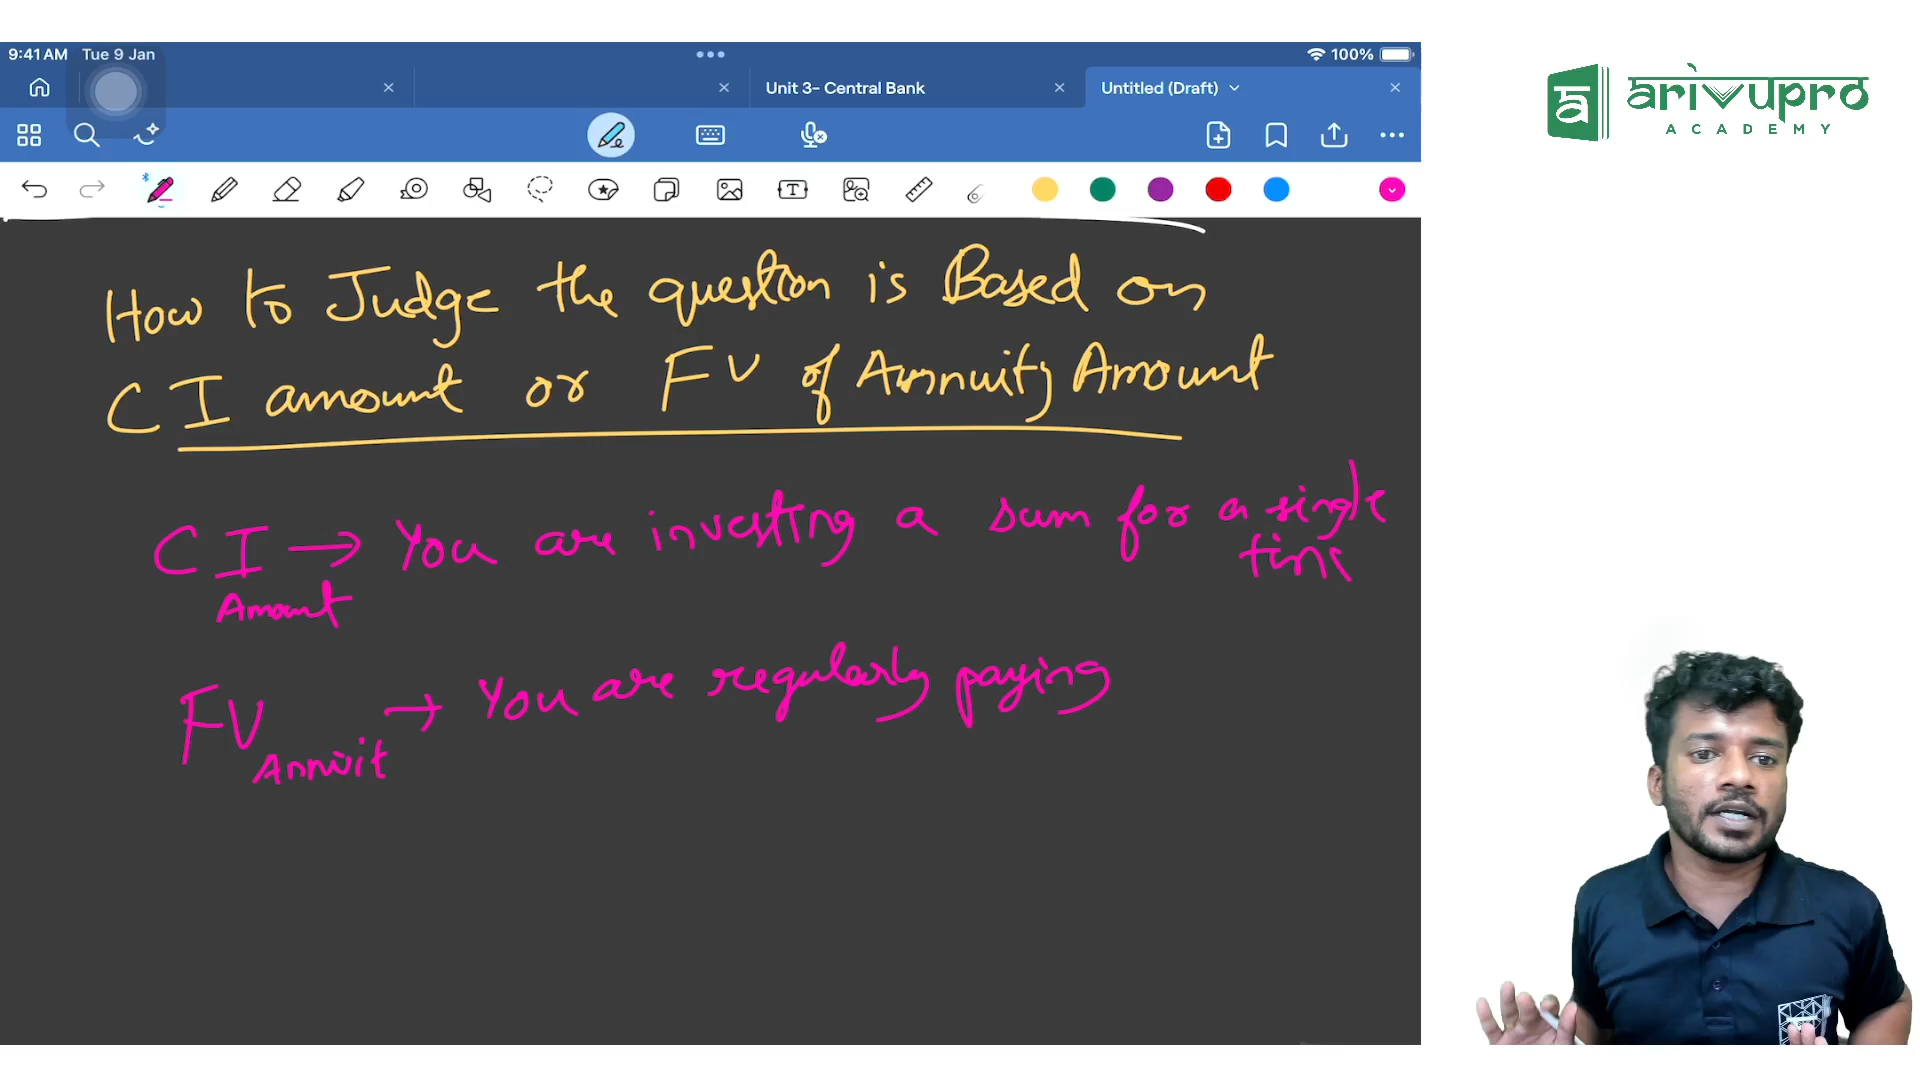 9:41 AM Tue 9 Jan
100%
Unit 3- Central Bank
Untitled (Draft)
arivupro
ACADEMY
How to Judge the question is Based on
CI amount or FV of Annuity Amount
CI → You are investing a sum for a single
time
Amount
FV → You are regularly paying
Annuit